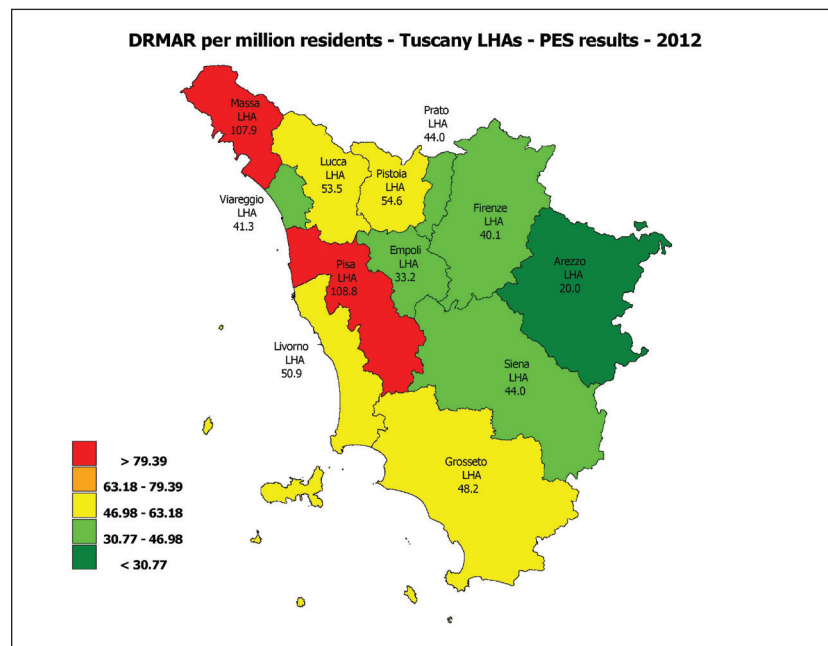 DRMAR per million residents - Tuscany LHAs - PES results - 2012
Massa
LHA
107.9
Prato
LHA
44.0
Lucca
LHA
53.5
Pistoia
LHA
54.6
Viareggio
LHA
41.3
Firenze
LHA
40.1
Empoli
LHA
33.2
Pisa
LHA
108.8
Arezzo
LHA
20.0
Livorno
LHA
50.9
Siena
LHA
44.0
Grosseto
LHA
48.2
> 79.39
63.18 - 79.39
46.98 - 63.18
30.77 - 46.98
< 30.77